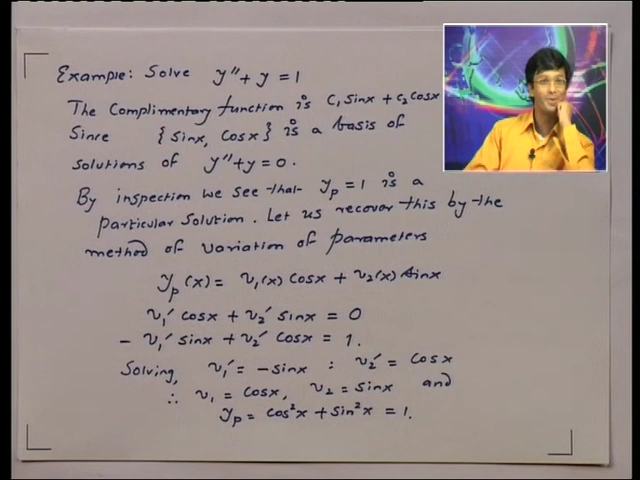 Example: Solve y″ + y = 1
The Complimentary function is C₁ sinx + C₂ cosx
Since {sinx, cosx} is a basis of
solutions of y″ + y = 0.
By inspection we see that y_p = 1 is a
particular solution. Let us recover this by the
method of variation of parameters
y_p(x) = v₁(x) cosx + v₂(x) sinx
v₁′ cosx + v₂′ sinx = 0
- v₁′ sinx + v₂′ cosx = 1.
Solving, v₁′ = -sinx : v₂′ = cosx
∴ v₁ = cosx, v₂ = sinx and
y_p = cos²x + sin²x = 1.